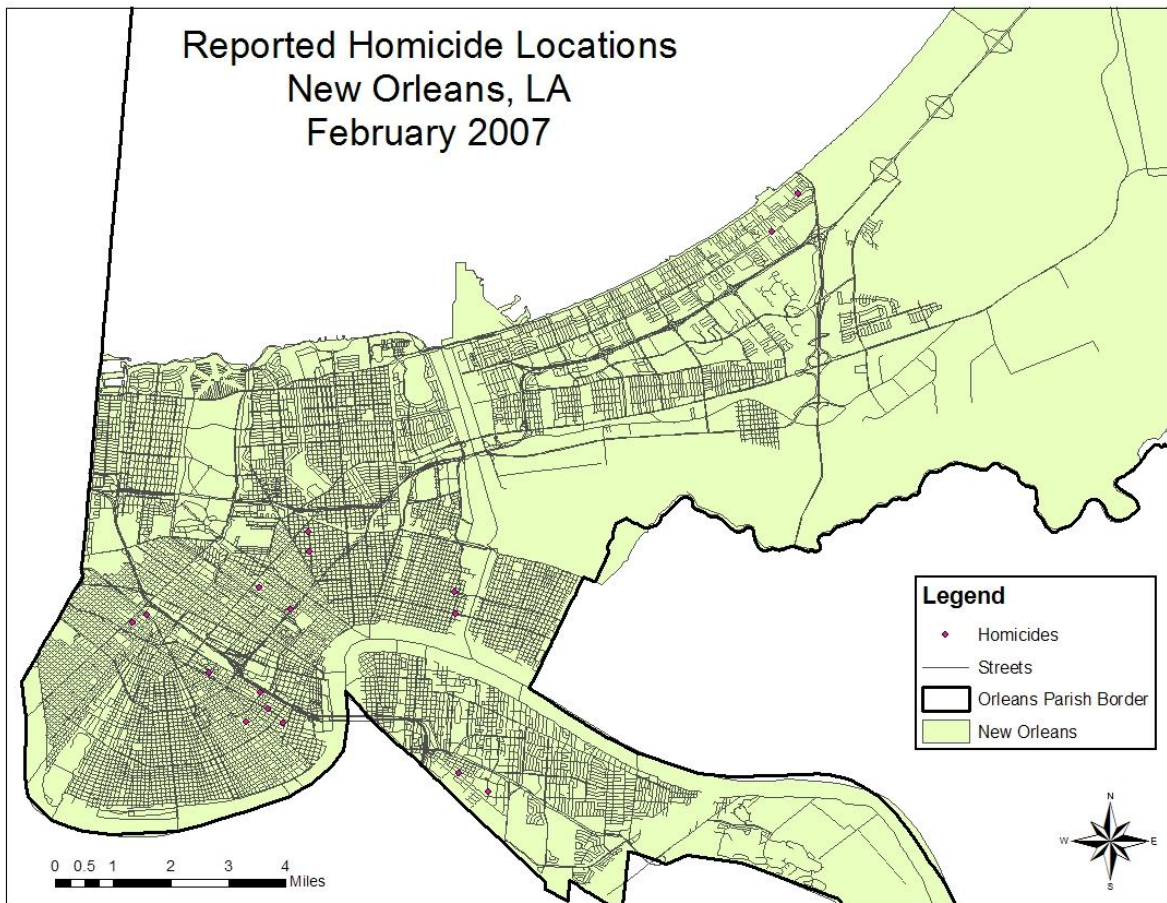 Reported Homicide Locations
New Orleans, LA
February 2007
Legend
Homicides
Streets
Orleans Parish Border
New Orleans
0 0.5 1 2 3 4
Miles
N
W E
S